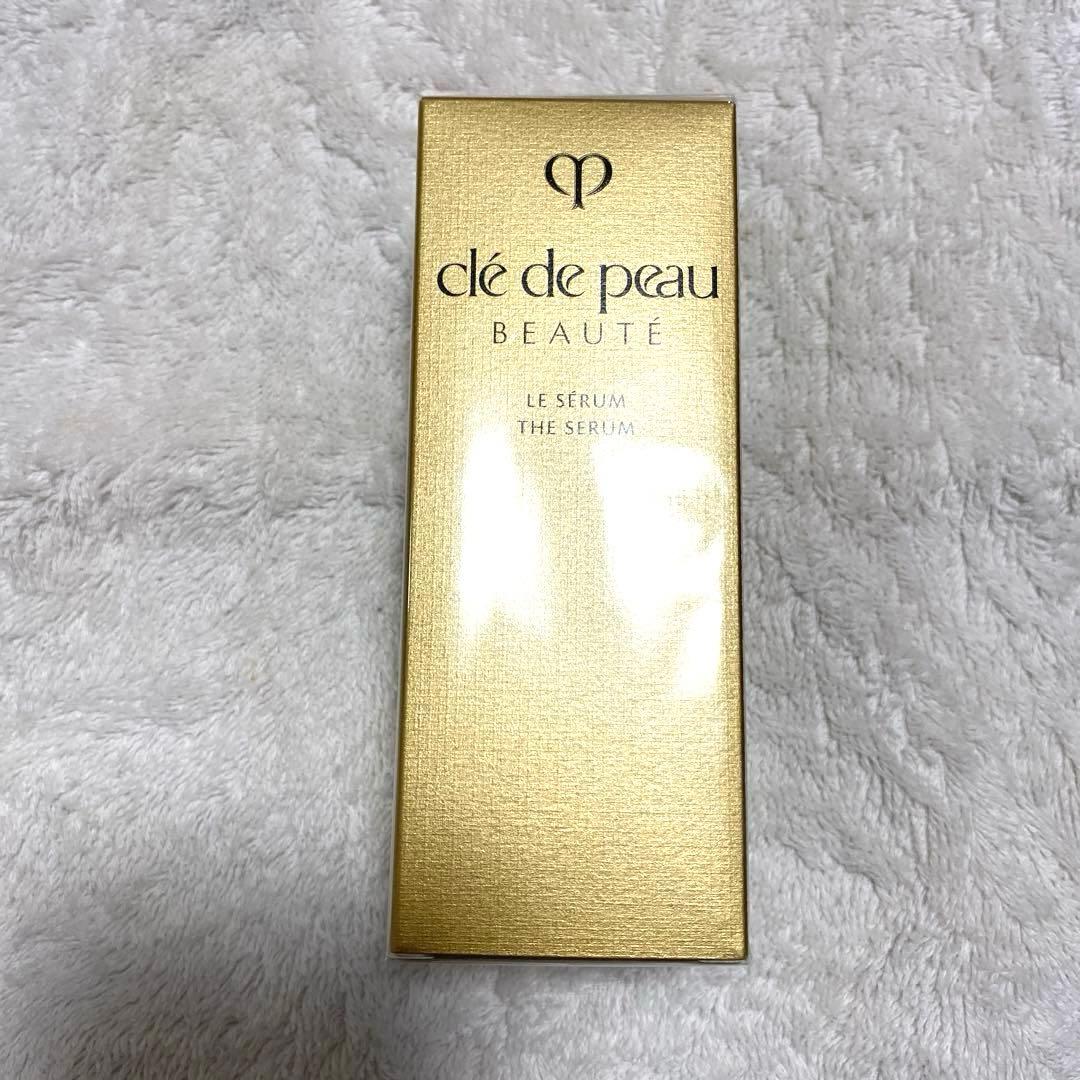 clé de peau
BEAUTÉ
LE SÉRUM
THE SERUM